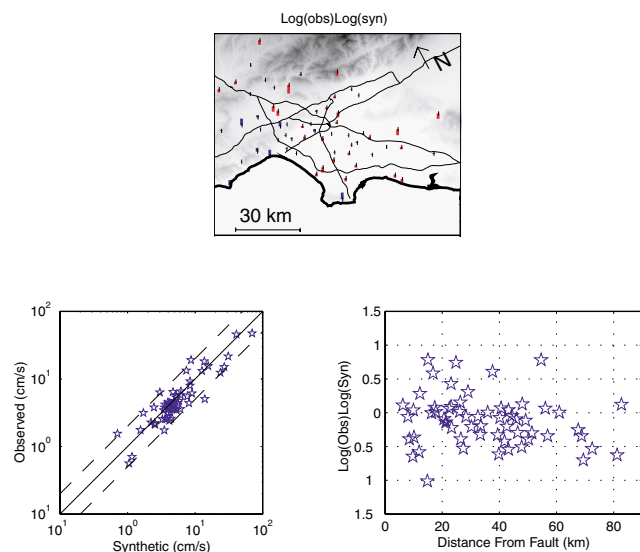 Log(obs)Log(syn)
N
30 km
10²
10¹
10⁰
10¹
10¹
10⁰
10¹
10²
Observed (cm/s)
Synthetic (cm/s)
1.5
1
0.5
0
0.5
1
1.5
0
20
40
60
80
Log(Obs)Log(Syn)
Distance From Fault (km)